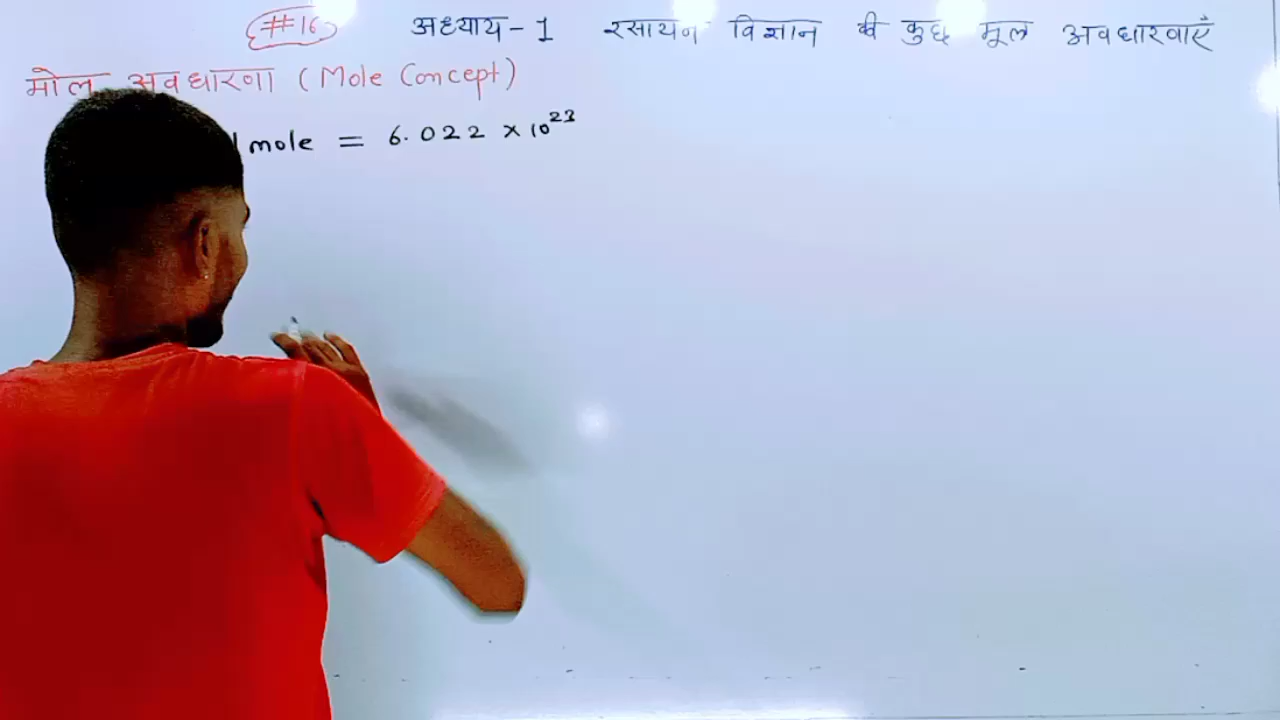 #16 अध्याय-1 रसायन विज्ञान की कुछ मूल अवधारणाएँ
मोल अवधारणा (Mole Concept)
1 mole = 6.022 × 10²³